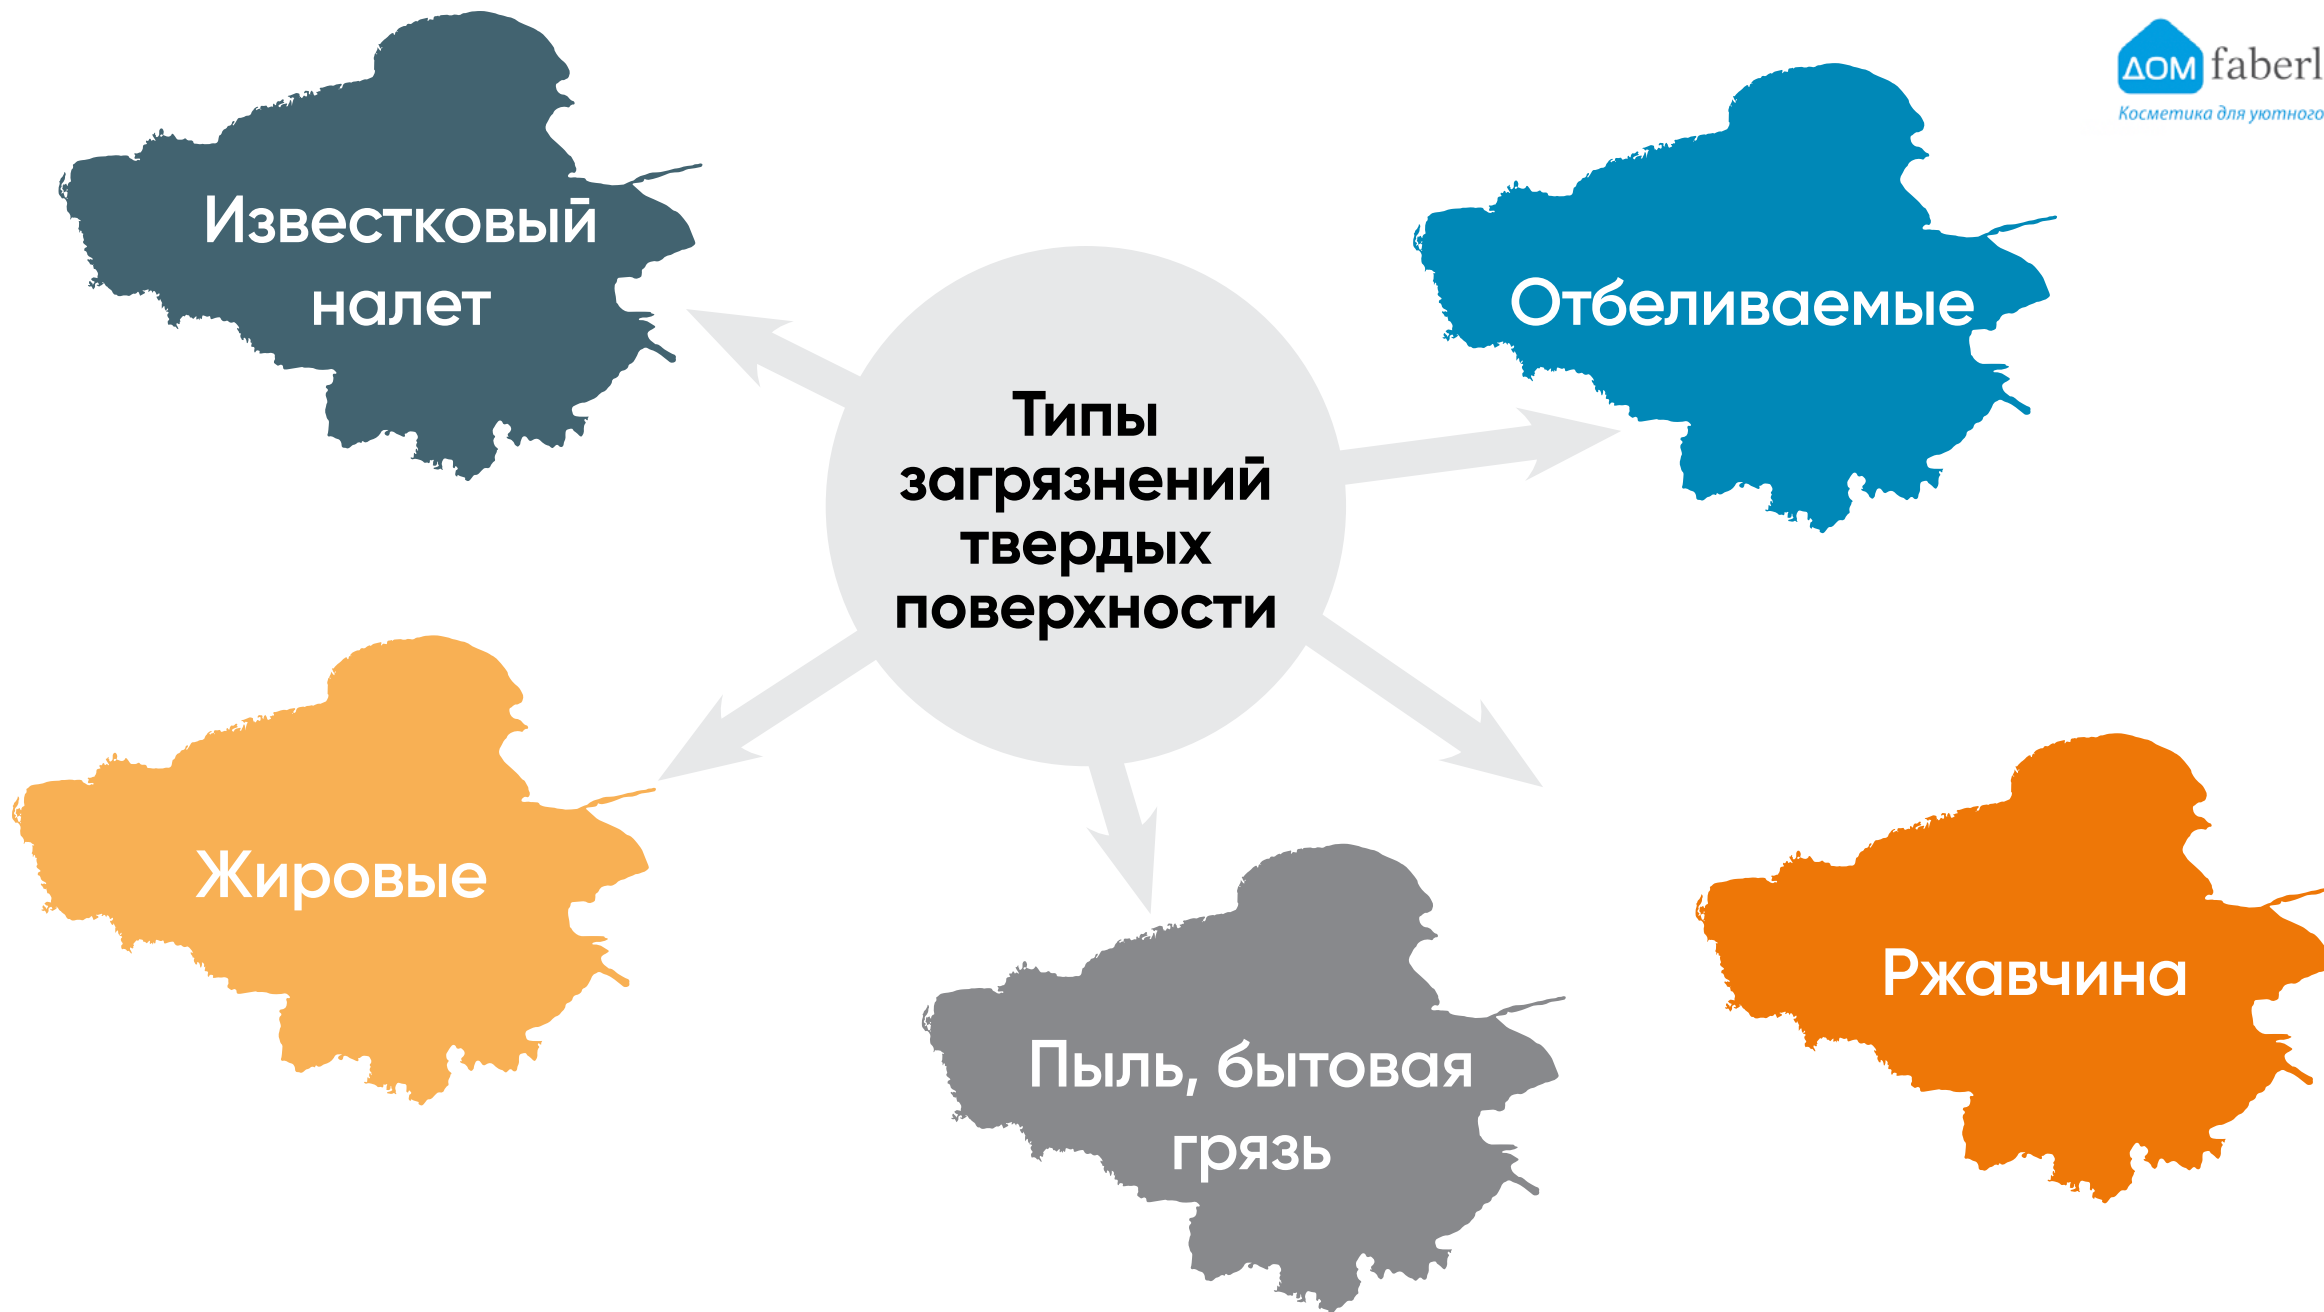 ДОМ faberl
Косметика для уютного
Известковый
налет
Отбеливаемые
Типы
загрязнений
твердых
поверхности
Жировые
Ржавчина
Пыль, бытовая
грязь